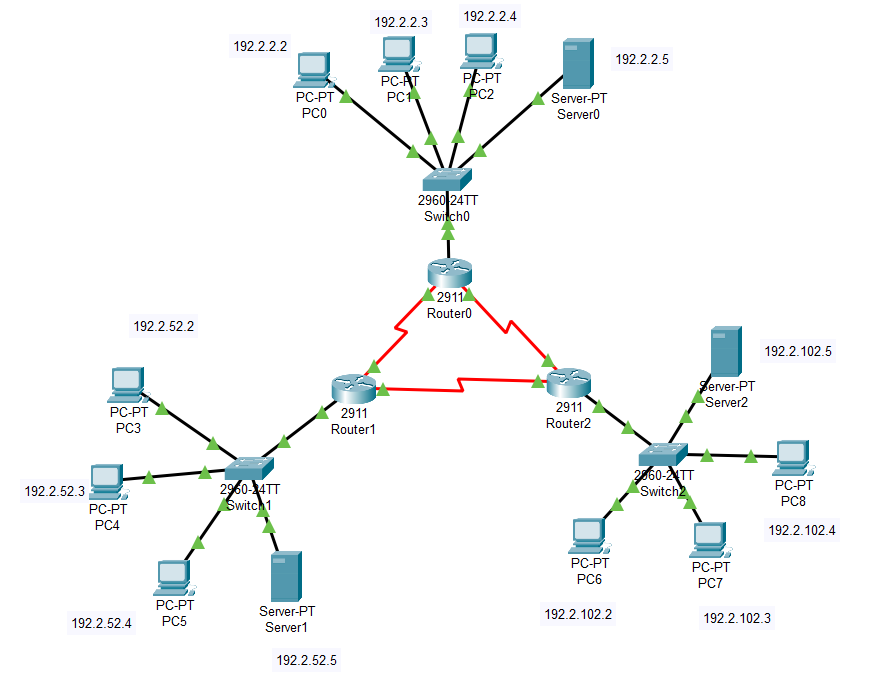 192.2.2.2
192.2.2.3
192.2.2.4
192.2.2.5
PC-PT
PC0
PC-PT
PC1
PC-PT
PC2
Server-PT
Server0
2960-24TT
Switch0
2911
Router0
192.2.52.2
PC-PT
PC3
192.2.52.3
PC-PT
PC4
2960-24TT
Switch1
2911
Router1
PC-PT
PC5
192.2.52.4
Server-PT
Server1
192.2.52.5
2911
Router2
Server-PT
Server2
192.2.102.5
2960-24TT
Switch2
PC-PT
PC8
192.2.102.4
PC-PT
PC6
192.2.102.2
PC-PT
PC7
192.2.102.3